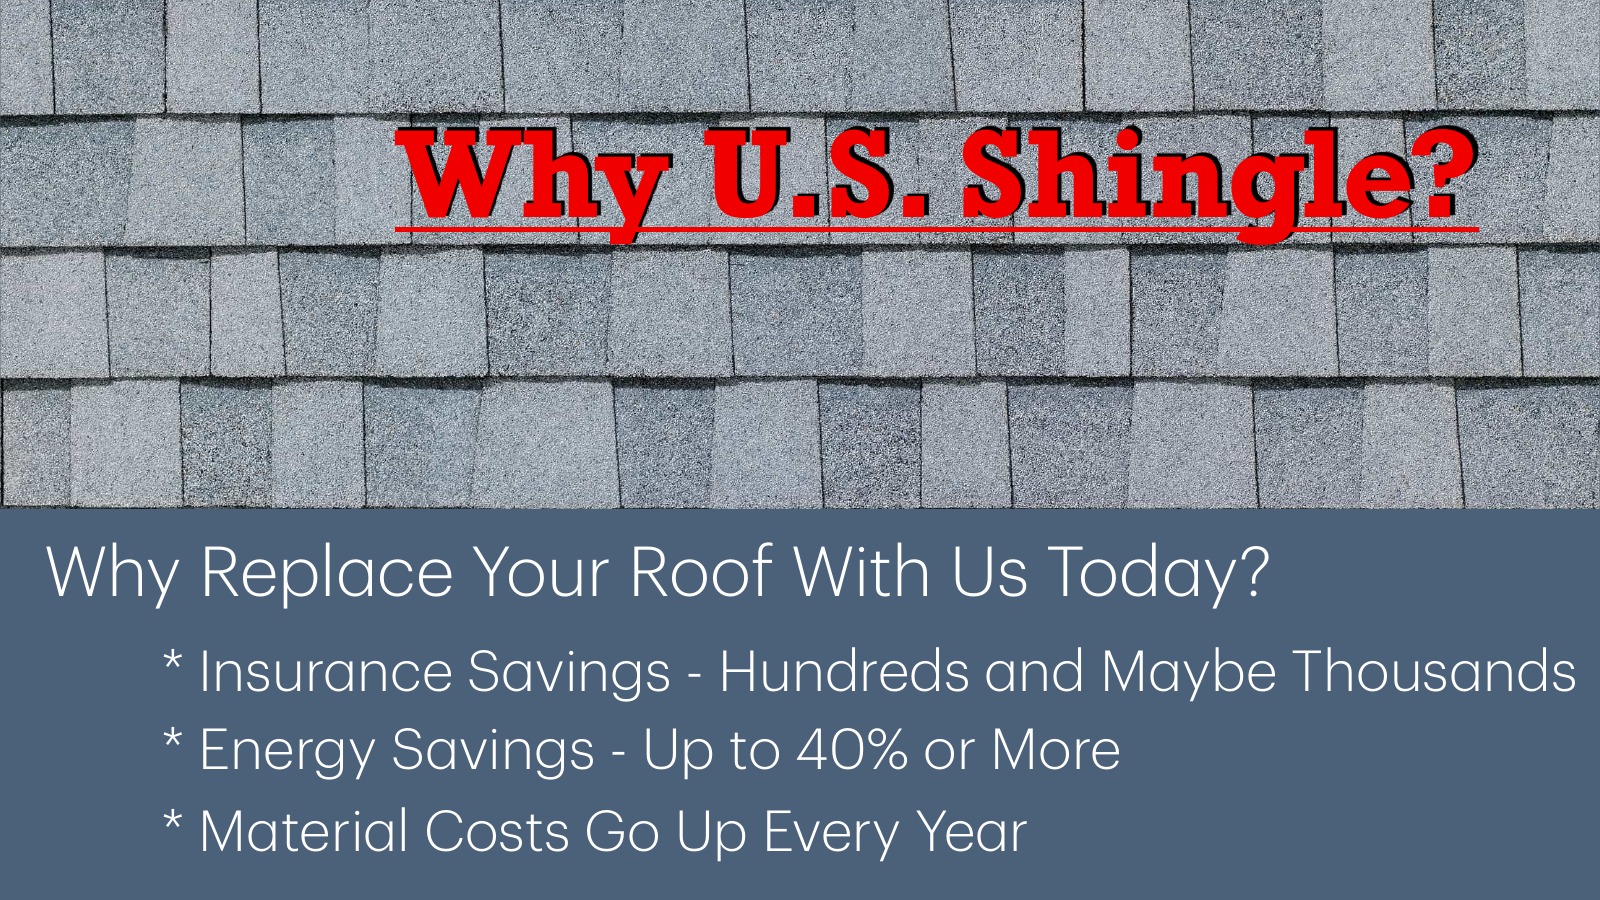 Why U.S. Shingle?
Why Replace Your Roof With Us Today?
* Insurance Savings - Hundreds and Maybe Thousands
* Energy Savings - Up to 40% or More
* Material Costs Go Up Every Year